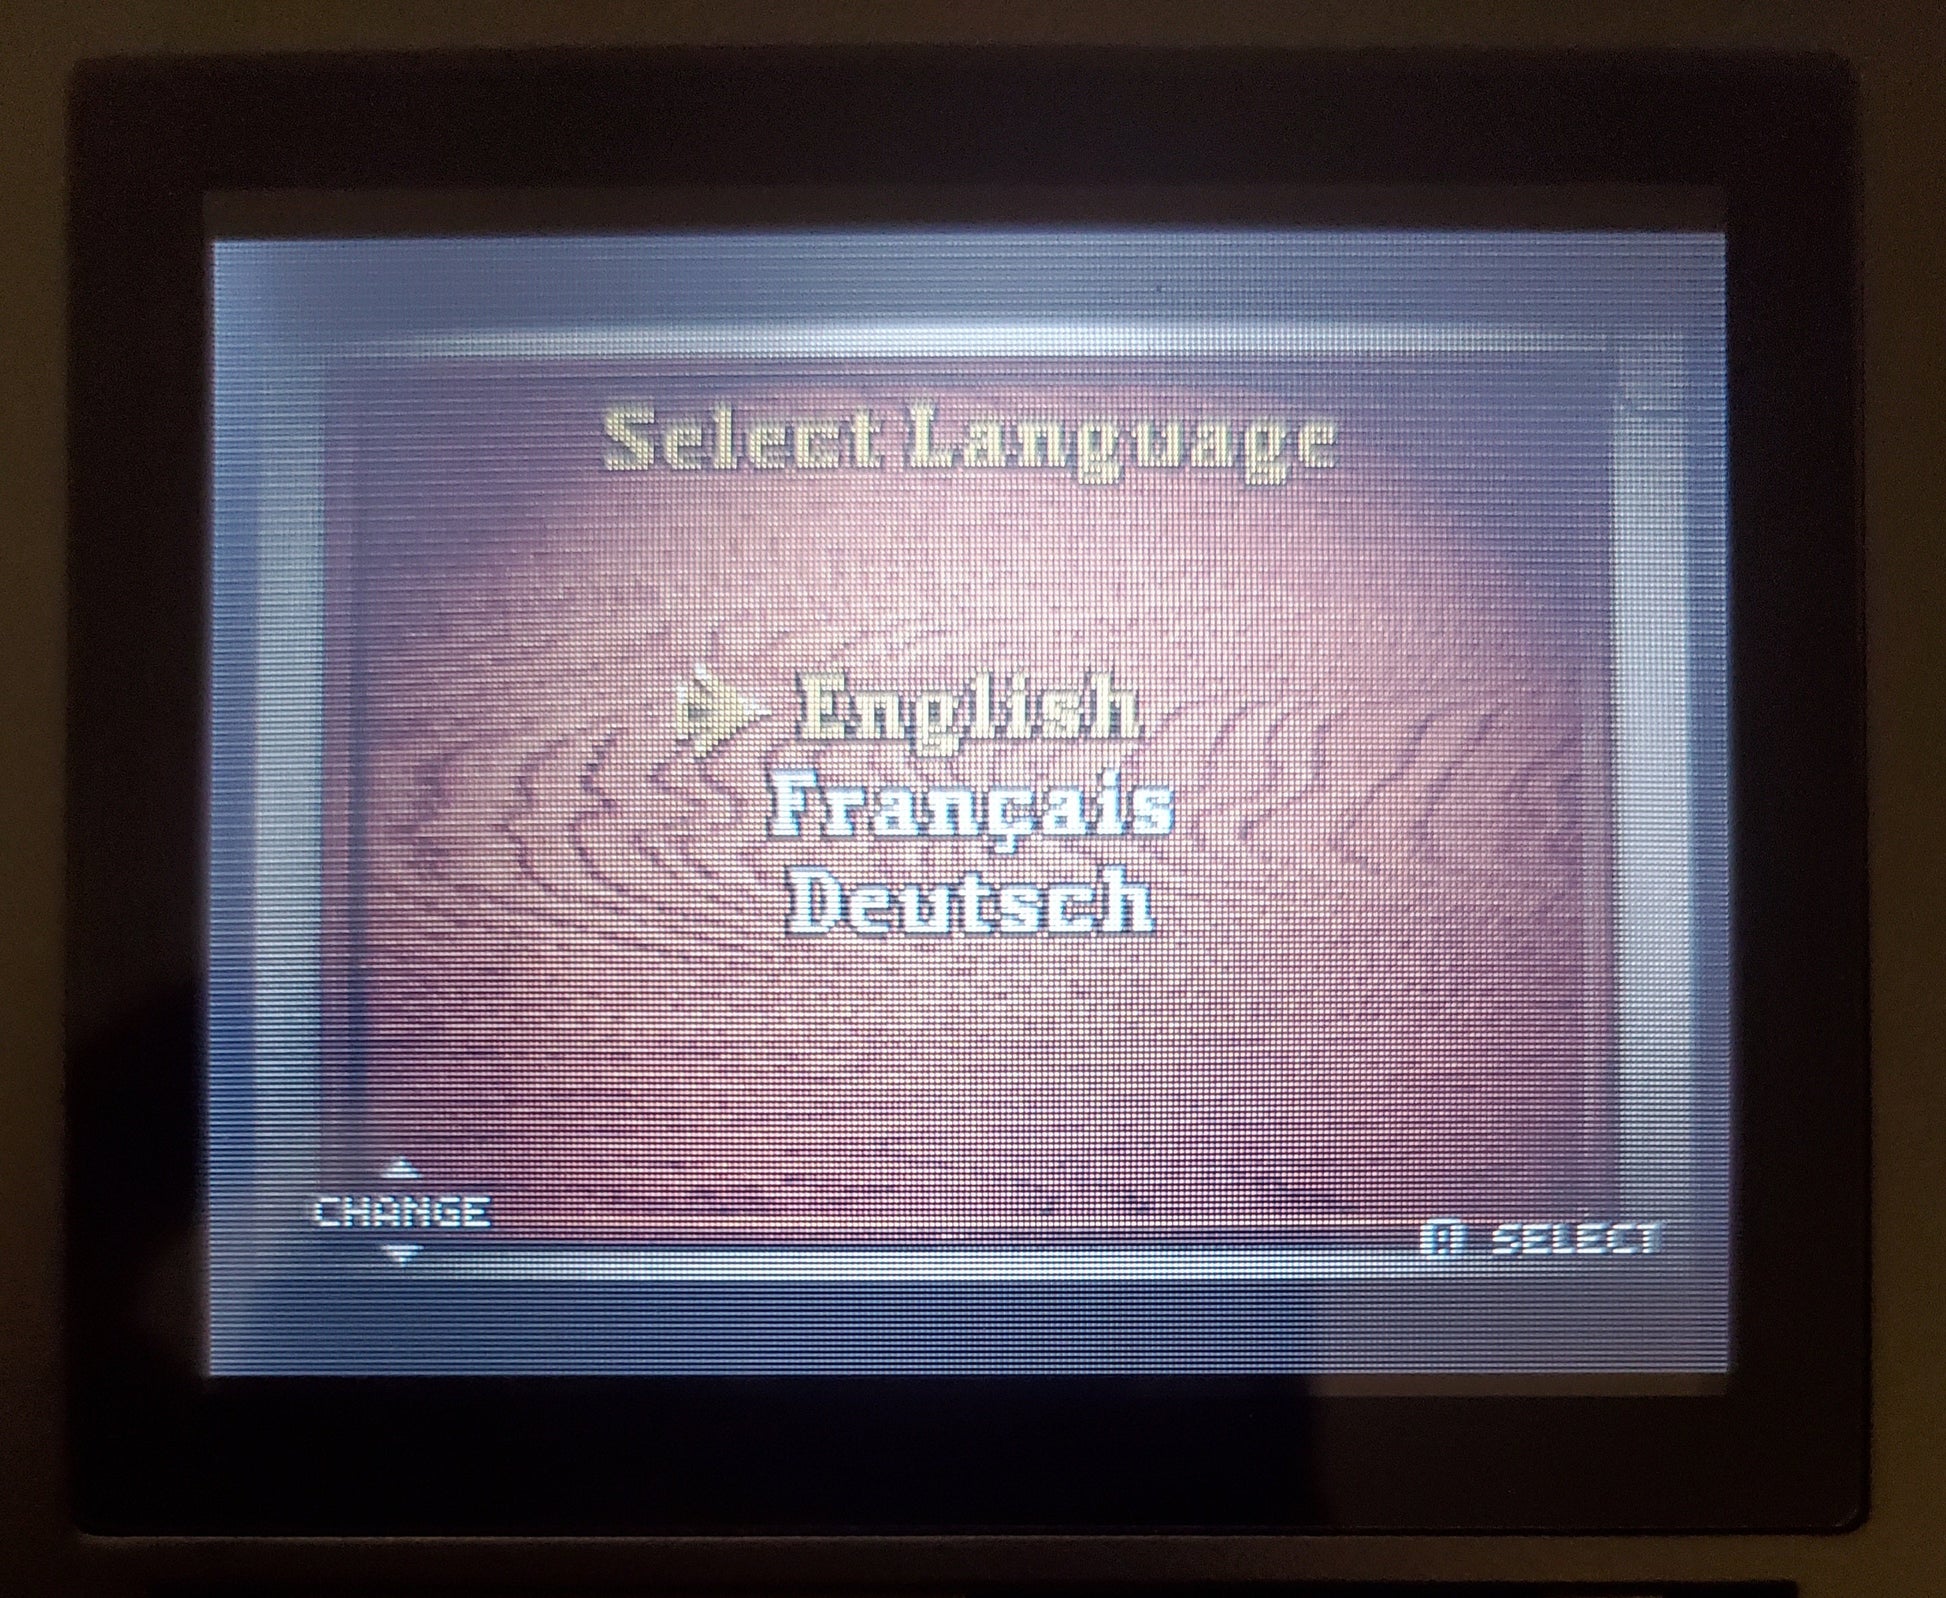 Select Language
English
Français
Deutsch
CHANGE
A SELECT